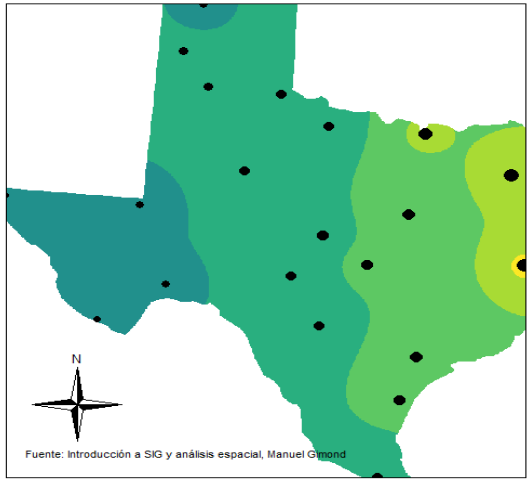 N
Fuente: Introducción a SIG y análisis espacial, Manuel Gimond